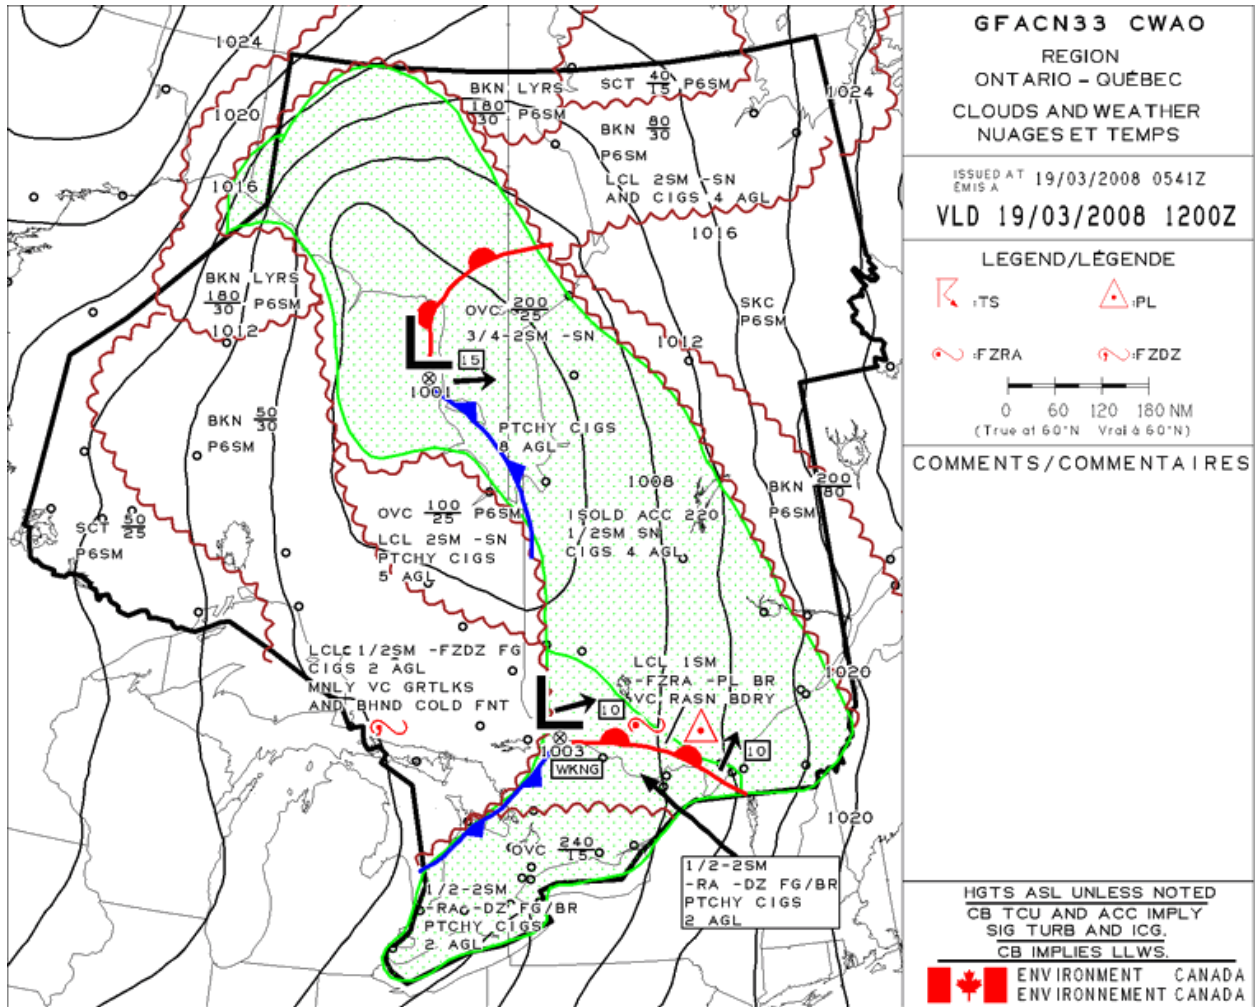 1024
1020
1016
BKN LYRS
180
30 P6SM
SCT 40
15 P6SM
BKN 80
30
P6SM
LCL 2SM -SN
AND CIGS 4 AGL
1024
1016
BKN LYRS
180
30 P6SM
1012
OVC 200
25
3/4-2SM -SN
SKC
P6SM
1012
15
1001
BKN 50
30
P6SM
PTCHY CIGS
8 AGL
1008
BKN 200
80
P6SM
SCT 50
25
P6SM
OVC 100
25 P6SM
LCL 2SM -SN
PTCHY CIGS
5 AGL
ISOLD ACC 220
1/2SM SN
CIGS 4 AGL
LCLC 1/2SM -FZDZ FG
CIGS 2 AGL
MNLY VC GRTLKS
AND BHND COLD FNT
LCL 1SM
-FZRA -PL BR
VC RASN BDRY
1020
10
1003
WKNG
10
1020
OVC 240
15
1/2-2SM
-RA -DZ FG/BR
PTCHY CIGS
2 AGL
1/2-2SM
-RA -DZ FG/BR
PTCHY CIGS
2 AGL
GFACN33 CWAO
REGION
ONTARIO - QUÉBEC
CLOUDS AND WEATHER
NUAGES ET TEMPS
ISSUED AT
ÉMIS A 19/03/2008 0541Z
VLD 19/03/2008 1200Z
LEGEND/LÉGENDE
:TS :PL
:FZRA :FZDZ
0 60 120 180 NM
(True at 60°N Vrai à 60°N)
COMMENTS/COMMENTAIRES
HGTS ASL UNLESS NOTED
CB TCU AND ACC IMPLY
SIG TURB AND ICG.
CB IMPLIES LLWS.
ENVIRONMENT CANADA
ENVIRONNEMENT CANADA